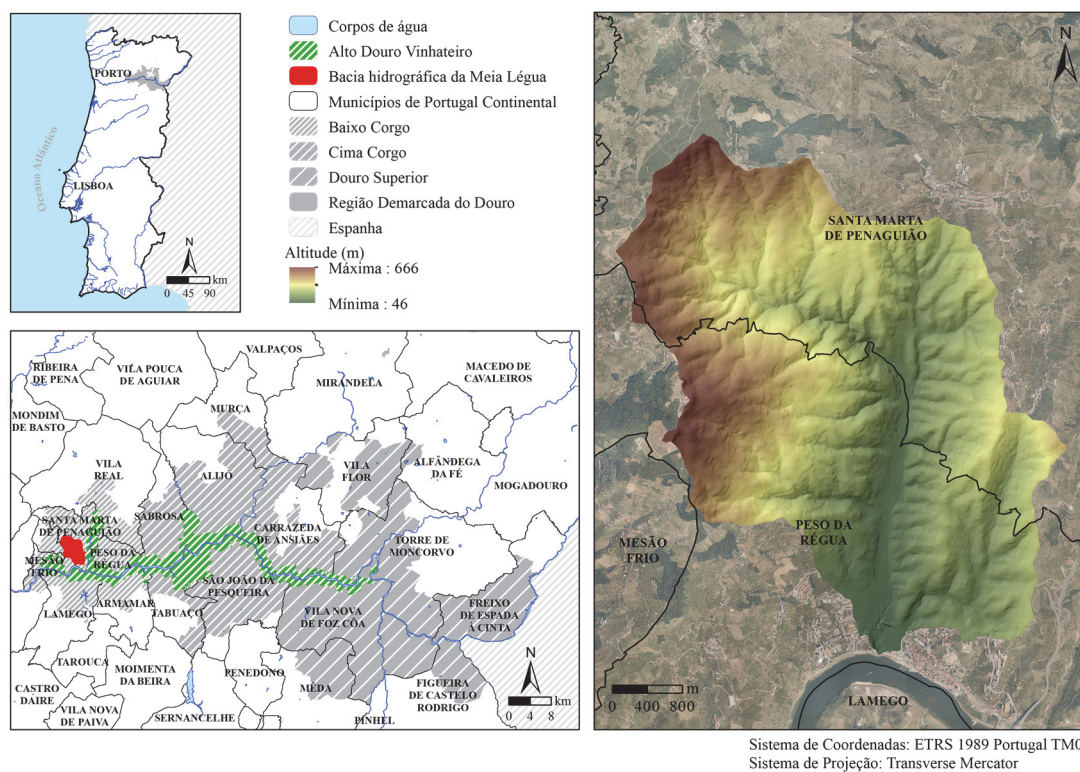 PORTO
Oceano Atlântico
LISBOA
N
km
0 45 90
Corpos de água
Alto Douro Vinhateiro
Bacia hidrográfica da Meia Légua
Municípios de Portugal Continental
Baixo Corgo
Cima Corgo
Douro Superior
Região Demarcada do Douro
Espanha
Altitude (m)
Máxima : 666
Mínima : 46
VALPAÇOS
RIBEIRA
DE PENA
VILA POUCA
DE AGUIAR
MIRANDELA
MACEDO DE
CAVALEIROS
MONDIM
DE BASTO
MURÇA
VILA
REAL
ALIJÓ
VILA
FLOR
ALFÂNDEGA
DA FÉ
MOGADOURO
SANTA MARTA
DE PENAGUIÃO
SABROSA
CARRAZEDA
DE ANSIÃES
TORRE DE
MONCORVO
MESÃO
FRIO
PESO DA
RÉGUA
SÃO JOÃO DA
PESQUEIRA
LAMEGO
ARMAMAR
TABUAÇO
VILA NOVA
DE FOZ CÔA
FREIXO
DE ESPADA
À CINTA
TAROUCA
MOIMENTA
DA BEIRA
PENEDONO
MÊDA
FIGUEIRA
DE CASTELO
RODRIGO
CASTRO
DAIRE
VILA NOVA
DE PAIVA
SERNANCELHE
PINHEL
N
km
0 4 8
N
SANTA MARTA
DE PENAGUIÃO
PESO DA
RÉGUA
MESÃO
FRIO
LAMEGO
m
0 400 800
Sistema de Coordenadas: ETRS 1989 Portugal TM0
Sistema de Projeção: Transverse Mercator